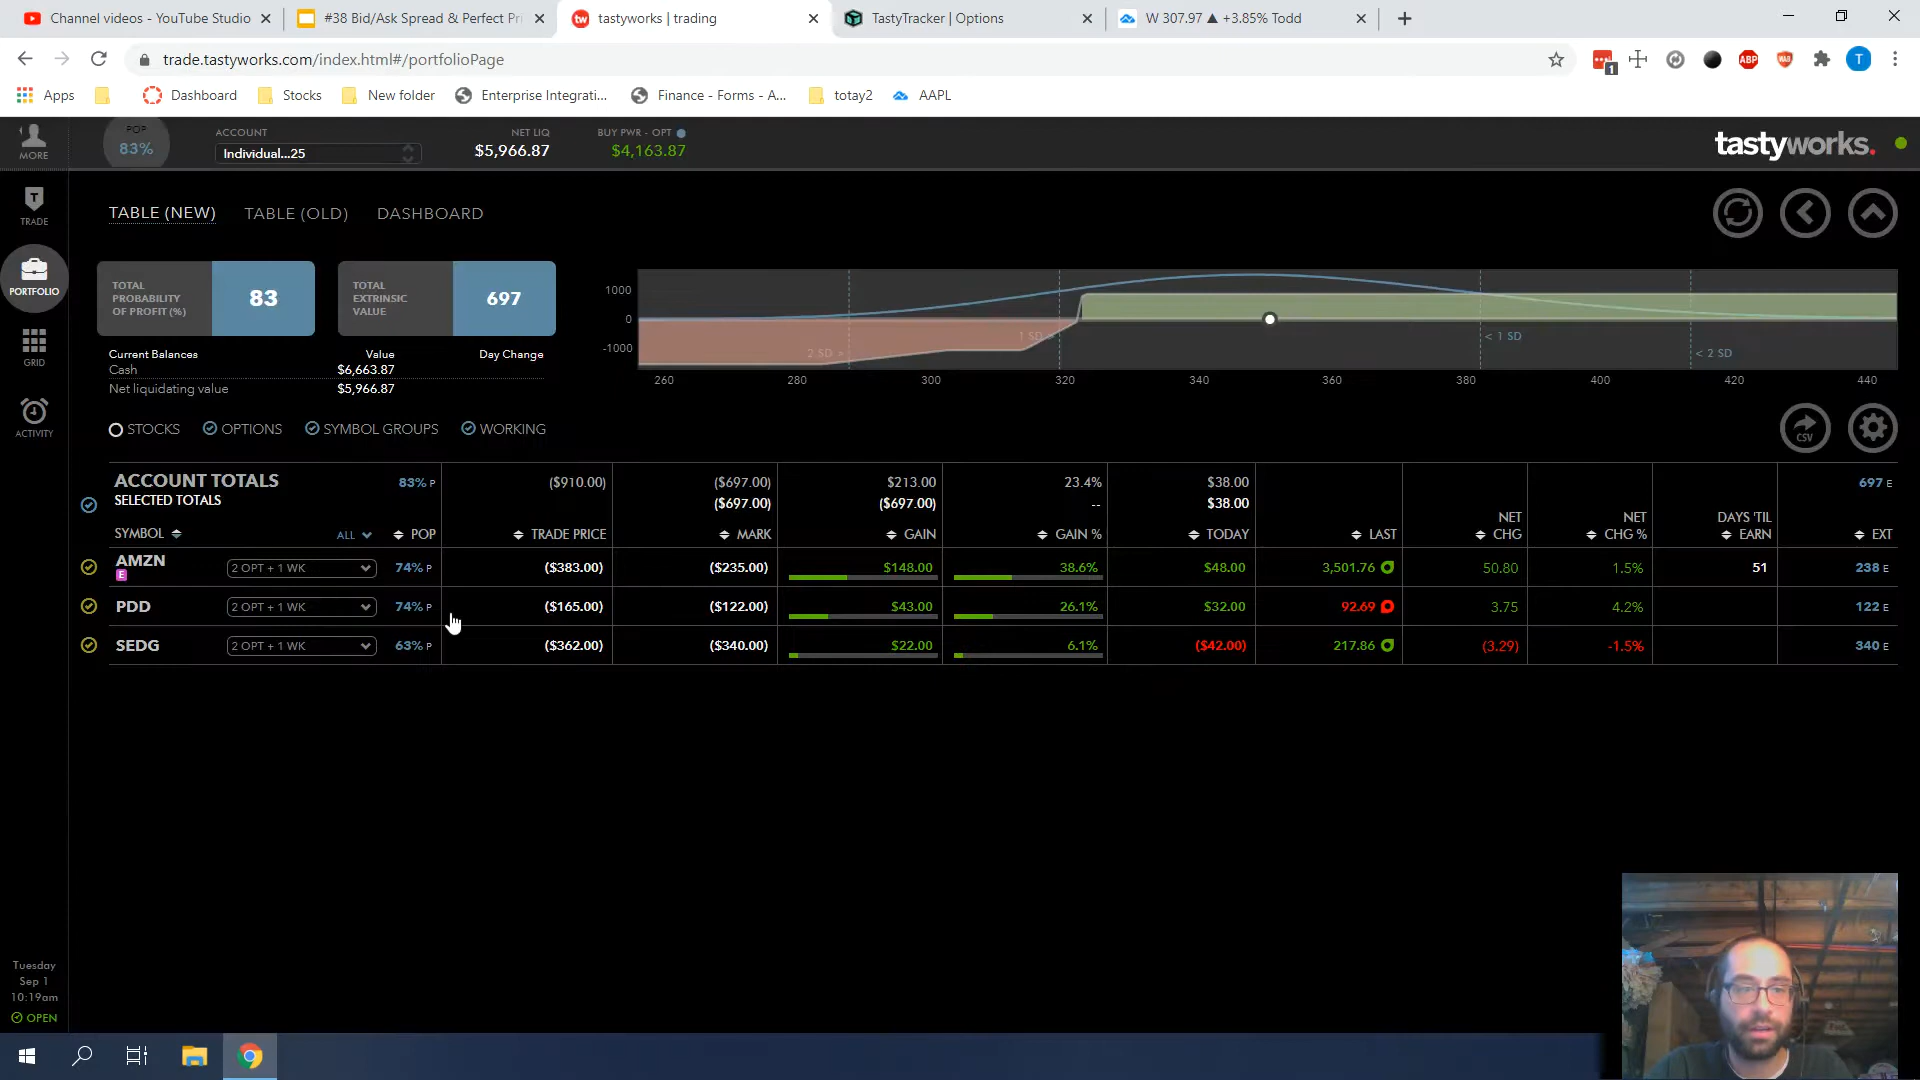 Channel videos - YouTube Studio
#38 Bid/Ask Spread & Perfect Pri
tastyworks | trading
TastyTracker | Options
W 307.97 ▲ +3.85% Todd
trade.tastyworks.com/index.html#/portfolioPage
1
ABP
T
Apps
Dashboard
Stocks
New folder
Enterprise Integrati...
Finance - Forms - A...
totay2
AAPL
MORE
POP
83%
ACCOUNT
Individual...25
NET LIQ
$5,966.87
BUY PWR - OPT
$4,163.87
tastyworks.
TRADE
PORTFOLIO
GRID
ACTIVITY
TABLE (NEW)
TABLE (OLD)
DASHBOARD
TOTAL
PROBABILITY
OF PROFIT (%)
83
TOTAL
EXTRINSIC
VALUE
697
Current Balances Value Day Change
Cash $6,663.87
Net liquidating value $5,966.87
1000
0
-1000
2 SD >
1 SD >
< 1 SD
< 2 SD
260 280 300 320 340 360 380 400 420 440
STOCKS OPTIONS SYMBOL GROUPS WORKING
CSV
ACCOUNT TOTALS 83% P ($910.00) ($697.00) $213.00 23.4% $38.00 697 E
SELECTED TOTALS ($697.00) ($697.00) -- $38.00
SYMBOL ALL POP TRADE PRICE MARK GAIN GAIN % TODAY LAST NET CHG NET CHG % DAYS 'TIL EARN EXT
AMZN E 2 OPT + 1 WK 74% P ($383.00) ($235.00) $148.00 38.6% $48.00 3,501.76 50.80 1.5% 51 238 E
PDD 2 OPT + 1 WK 74% P ($165.00) ($122.00) $43.00 26.1% $32.00 92.69 3.75 4.2% 122 E
SEDG 2 OPT + 1 WK 63% P ($362.00) ($340.00) $22.00 6.1% ($42.00) 217.86 (3.29) -1.5% 340 E
Tuesday
Sep 1
10:19am
OPEN